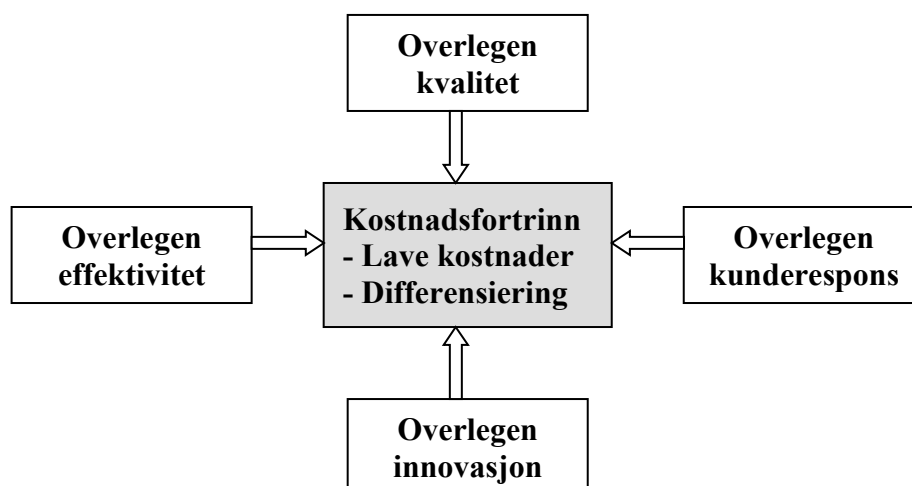 Overlegen
kvalitet
Overlegen
effektivitet
Kostnadsfortrinn
- Lave kostnader
- Differensiering
Overlegen
kunderespons
Overlegen
innovasjon